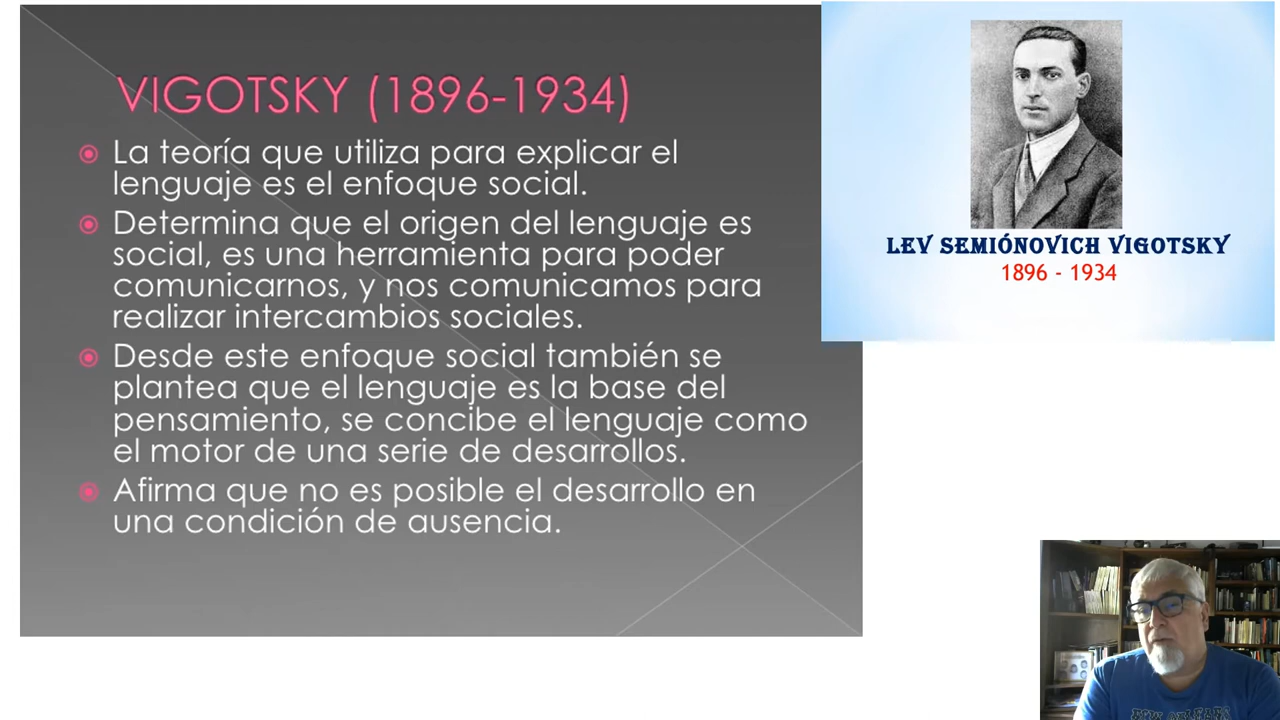 VIGOTSKY (1896-1934)
La teoría que utiliza para explicar el
lenguaje es el enfoque social.
Determina que el origen del lenguaje es
social, es una herramienta para poder
comunicarnos, y nos comunicamos para
realizar intercambios sociales.
Desde este enfoque social también se
plantea que el lenguaje es la base del
pensamiento, se concibe el lenguaje como
el motor de una serie de desarrollos.
Afirma que no es posible el desarrollo en
una condición de ausencia.
LEV SEMIÓNOVICH VIGOTSKY
1896 - 1934